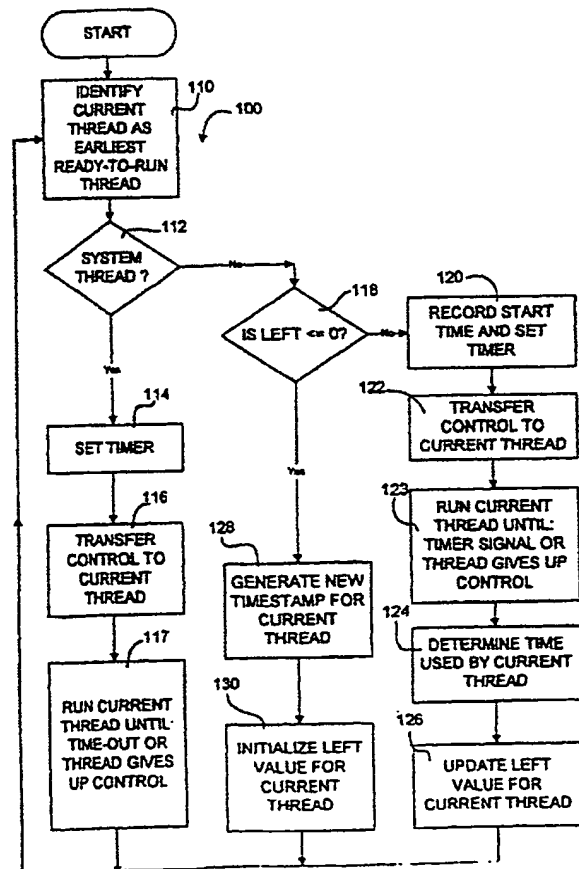 START
110
IDENTIFY
CURRENT
THREAD AS
EARLIEST
READY-TO-RUN
THREAD
100
112
SYSTEM
THREAD ?
No
118
IS LEFT <= 0?
No
120
RECORD START
TIME AND SET
TIMER
Yes
114
SET TIMER
122
TRANSFER
CONTROL TO
CURRENT THREAD
Yes
116
TRANSFER
CONTROL TO
CURRENT
THREAD
128
GENERATE NEW
TIMESTAMP FOR
CURRENT
THREAD
123
RUN CURRENT
THREAD UNTIL:
TIMER SIGNAL OR
THREAD GIVES UP
CONTROL
117
RUN CURRENT
THREAD UNTIL:
TIME-OUT OR
THREAD GIVES
UP CONTROL
124
DETERMINE TIME
USED BY CURRENT
THREAD
130
INITIALIZE LEFT
VALUE FOR
CURRENT
THREAD
126
UPDATE LEFT
VALUE FOR
CURRENT THREAD